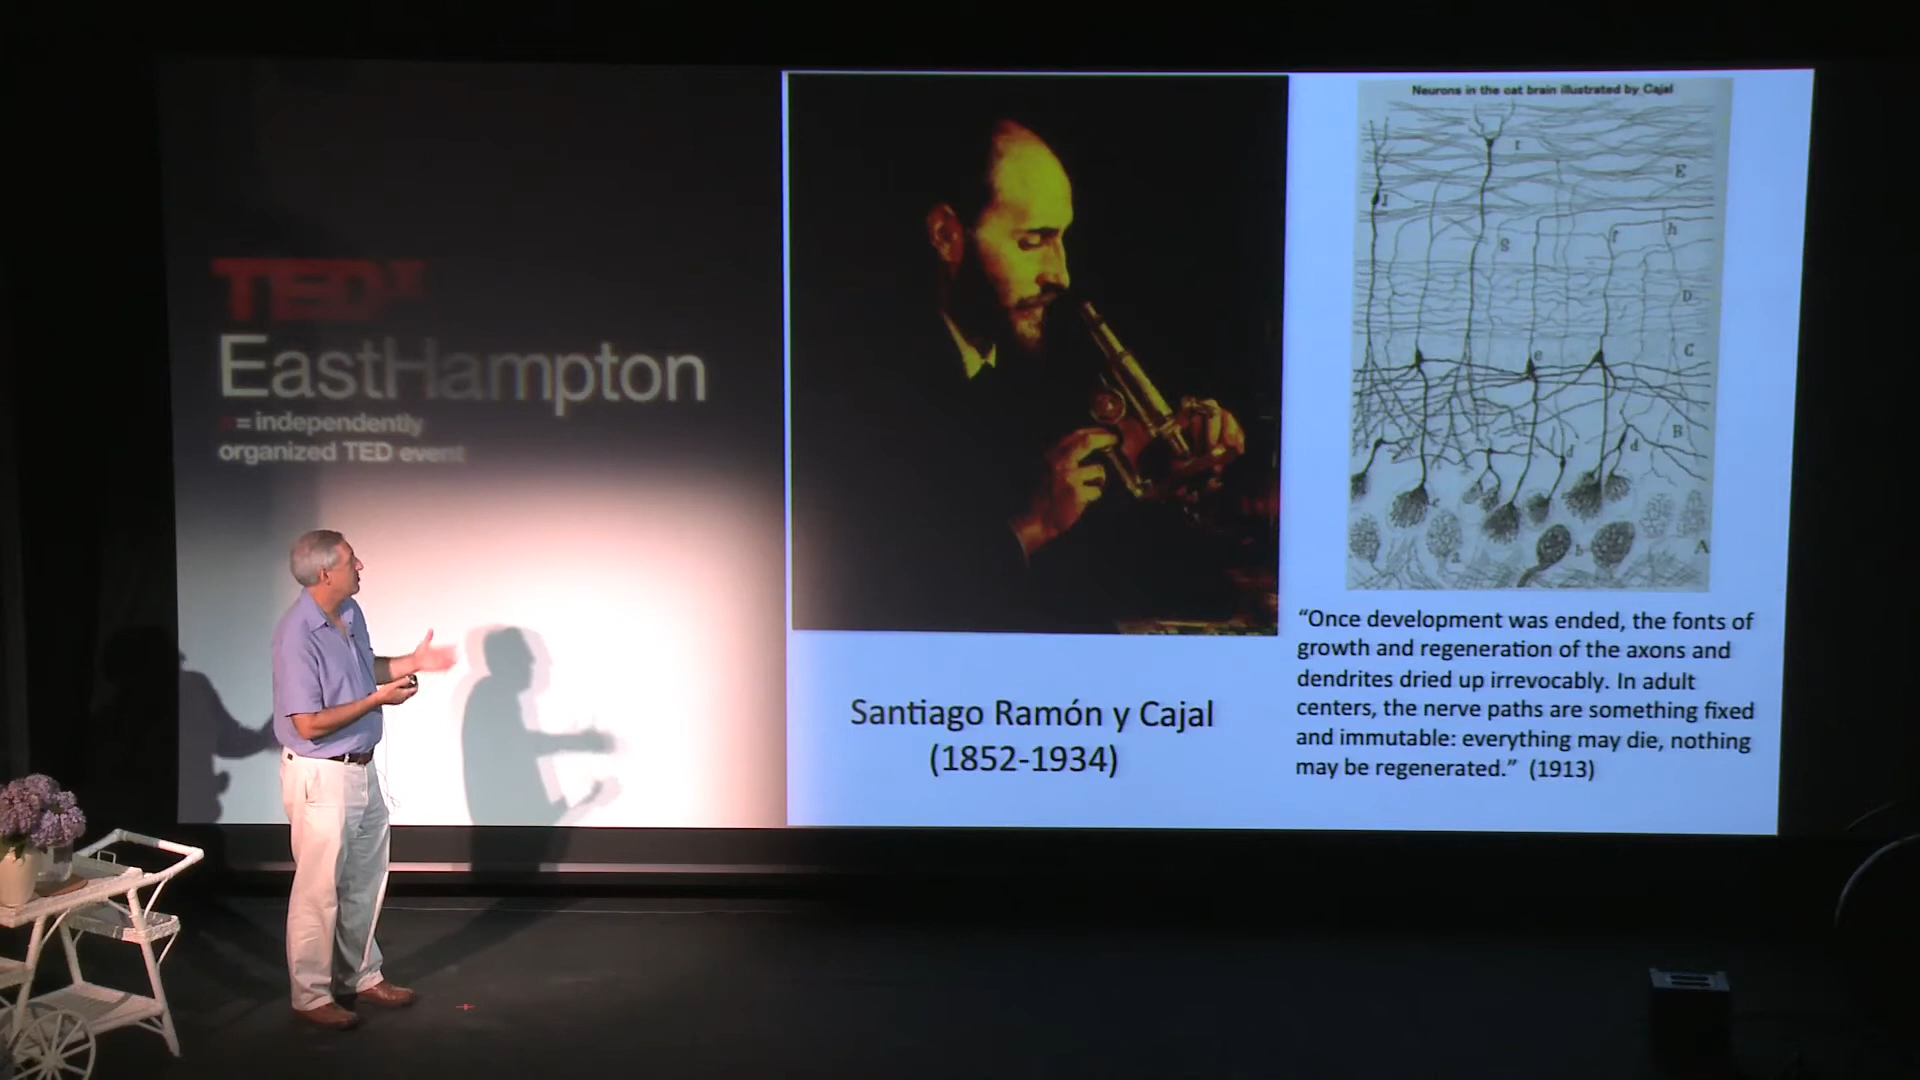 TEDx
EastHampton
x = independently
organized TED event
Santiago Ramón y Cajal
(1852-1934)
Neurons in the cat brain illustrated by Cajal
“Once development was ended, the fonts of
growth and regeneration of the axons and
dendrites dried up irrevocably. In adult
centers, the nerve paths are something fixed
and immutable: everything may die, nothing
may be regenerated.” (1913)
E
g
f
h
D
e
C
B
d
d
c
b
a
A